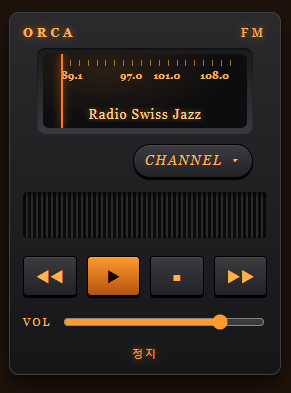 ORCA FM
89.1 97.0 101.0 108.0
Radio Swiss Jazz
CHANNEL
VOL
정지